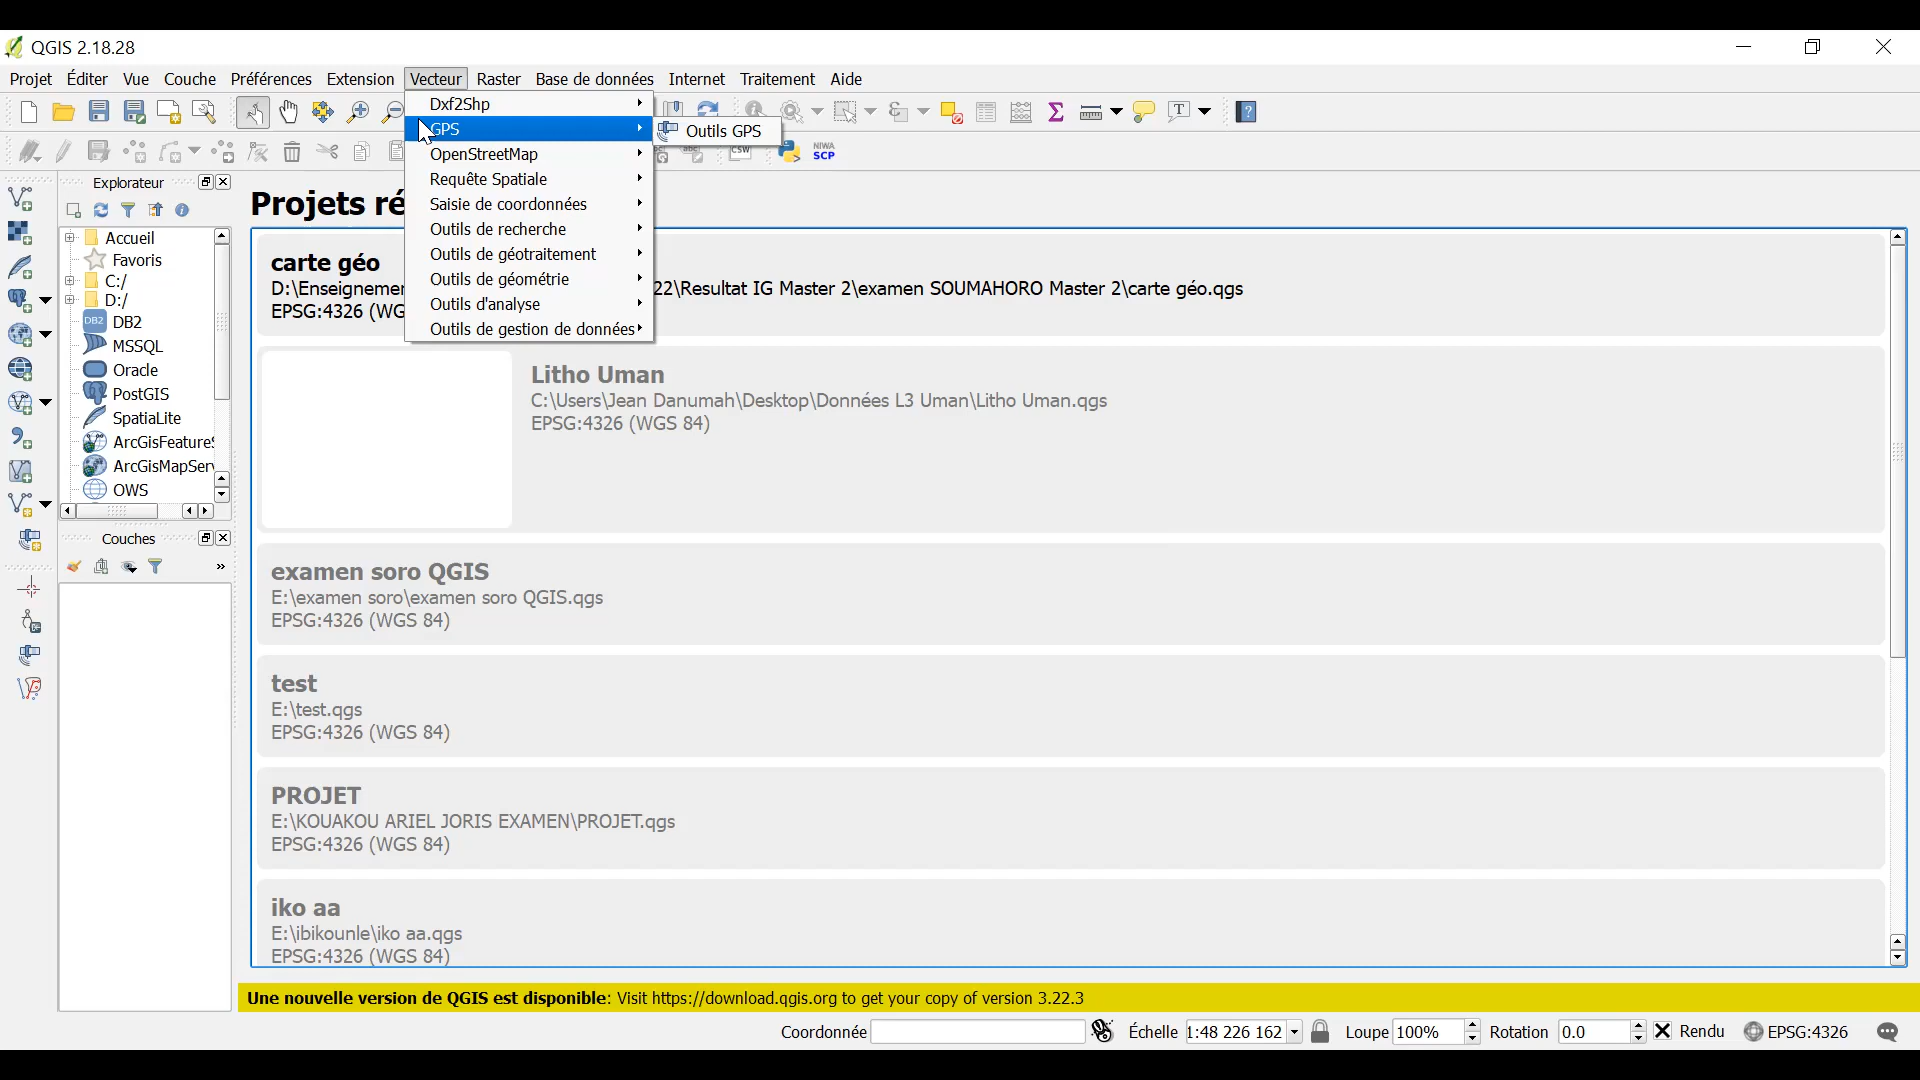 QGIS 2.18.28
Projet Éditer Vue Couche Préférences Extension Vecteur Raster Base de données Internet Traitement Aide
Dxf2Shp
GPS
Outils GPS
OpenStreetMap
Requête Spatiale
Saisie de coordonnées
Outils de recherche
Outils de géotraitement
Outils de géométrie
Outils d'analyse
Outils de gestion de données
CSW
NIWA
SCP
Explorateur
Accueil
Favoris
C:/
D:/
DB2 DB2
MSSQL
Oracle
PostGIS
SpatiaLite
ArcGisFeatureS
ArcGisMapServ
OWS
Couches
Projets ré
carte géo
D:\Enseignemer 22\Resultat IG Master 2\examen SOUMAHORO Master 2\carte géo.qgs
EPSG:4326 (WG
Litho Uman
C:\Users\Jean Danumah\Desktop\Données L3 Uman\Litho Uman.qgs
EPSG:4326 (WGS 84)
examen soro QGIS
E:\examen soro\examen soro QGIS.qgs
EPSG:4326 (WGS 84)
test
E:\test.qgs
EPSG:4326 (WGS 84)
PROJET
E:\KOUAKOU ARIEL JORIS EXAMEN\PROJET.qgs
EPSG:4326 (WGS 84)
iko aa
E:\ibikounle\iko aa.qgs
EPSG:4326 (WGS 84)
Une nouvelle version de QGIS est disponible: Visit https://download.qgis.org to get your copy of version 3.22.3
Coordonnée Échelle 1:48 226 162 Loupe 100% Rotation 0.0 Rendu EPSG:4326